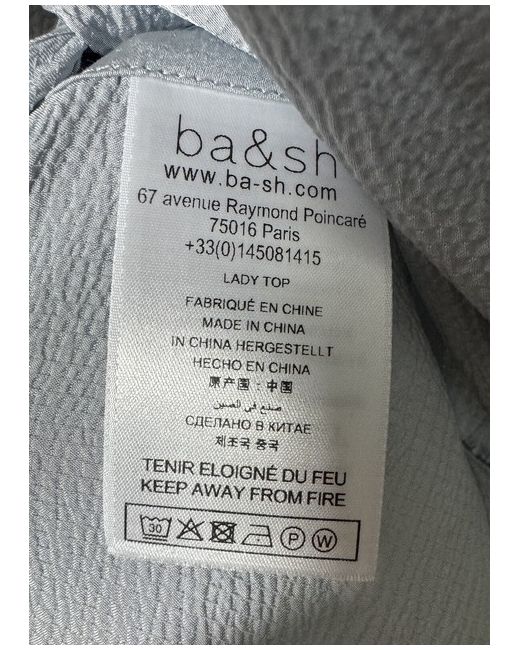 ba&sh
www.ba-sh.com
67 avenue Raymond Poincaré
75016 Paris
+33(0)145081415
LADY TOP
FABRIQUÉ EN CHINE
MADE IN CHINA
IN CHINA HERGESTELLT
HECHO EN CHINA
原产国：中国
صنع في الصين
СДЕЛАНО В КИТАЕ
제조국 중국
TENIR ELOIGNÉ DU FEU
KEEP AWAY FROM FIRE
30 P W